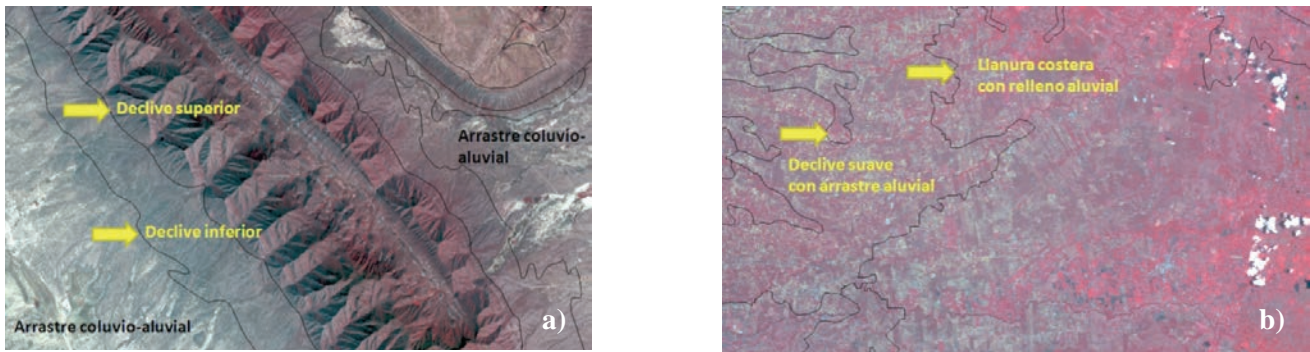 Declive superior
Arrastre coluvio-
aluvial
Declive inferior
Arrastre coluvio-aluvial
a)
Llanura costera
con relleno aluvial
Declive suave
con arrastre aluvial
b)